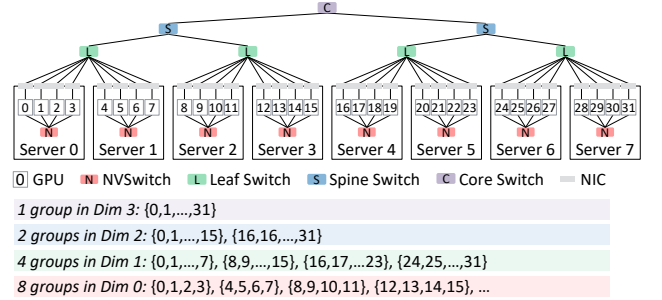 C
S S
L L L L
0 1 2 3 4 5 6 7 8 9 10 11 12 13 14 15 16 17 18 19 20 21 22 23 24 25 26 27 28 29 30 31
N N N N N N N N
Server 0 Server 1 Server 2 Server 3 Server 4 Server 5 Server 6 Server 7
0 GPU N NVSwitch L Leaf Switch S Spine Switch C Core Switch NIC
1 group in Dim 3: {0,1,...,31}
2 groups in Dim 2: {0,1,...,15}, {16,16,...,31}
4 groups in Dim 1: {0,1,...,7}, {8,9,...,15}, {16,17,...23}, {24,25,...,31}
8 groups in Dim 0: {0,1,2,3}, {4,5,6,7}, {8,9,10,11}, {12,13,14,15}, ...